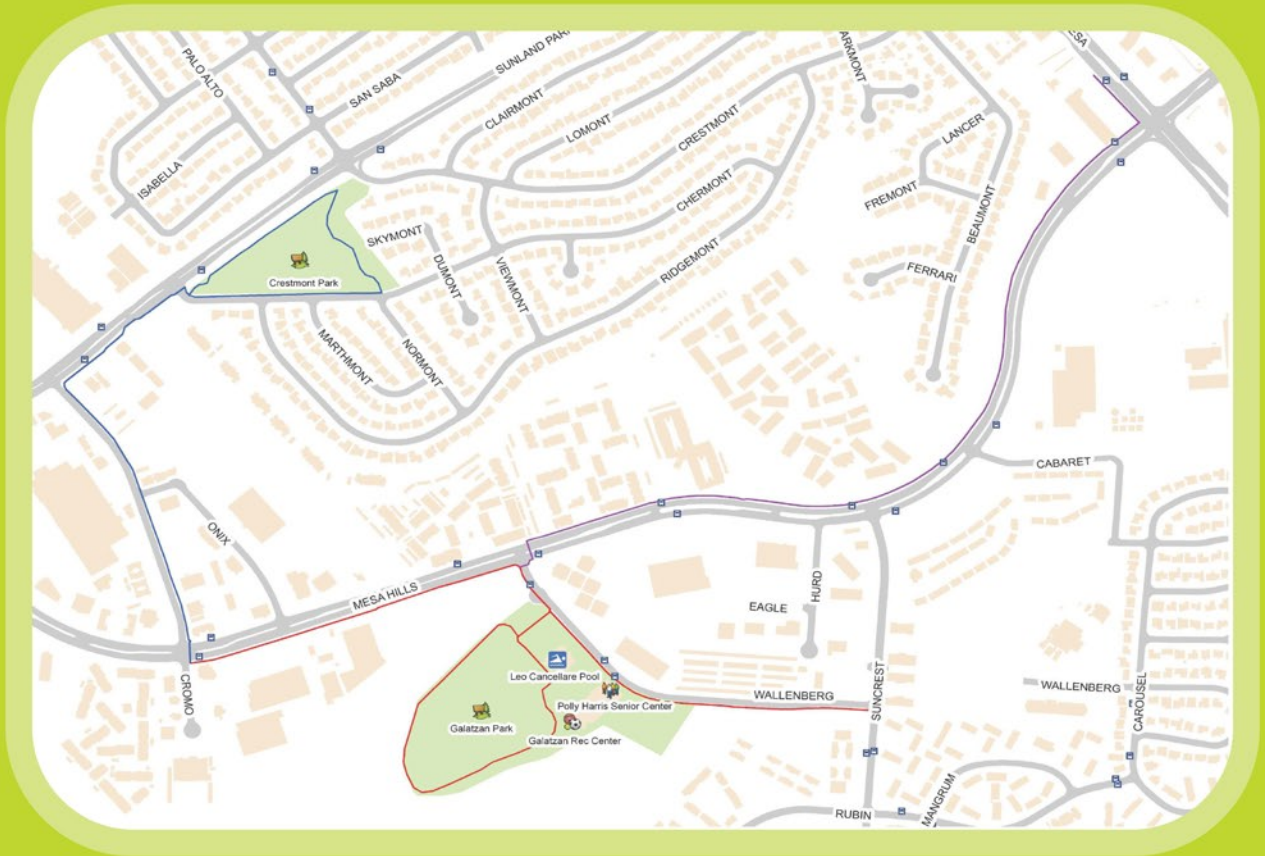 PALO ALTO
SAN SABA
ISABELLA
CLAIRMONT
LOMONT
CRESTMONT
CHERMONT
RIDGEMONT
LANCER
FREMONT
BEAUMONT
FERRARI
SKYMONT
DUMONT
VIEWMONT
Crestmont Park
MARTHMONT
NORMONT
CABARET
ONIX
MESA HILLS
HURD
EAGLE
Leo Cancellare Pool
Polly Harris Senior Center
Galatzan Park
Galatzan Rec Center
CROMO
WALLENBERG
SUNCREST
WALLENBERG
CAROUSEL
RUBIN
MANGRUM
SUNLAND PAR
ARKMONT
ESA